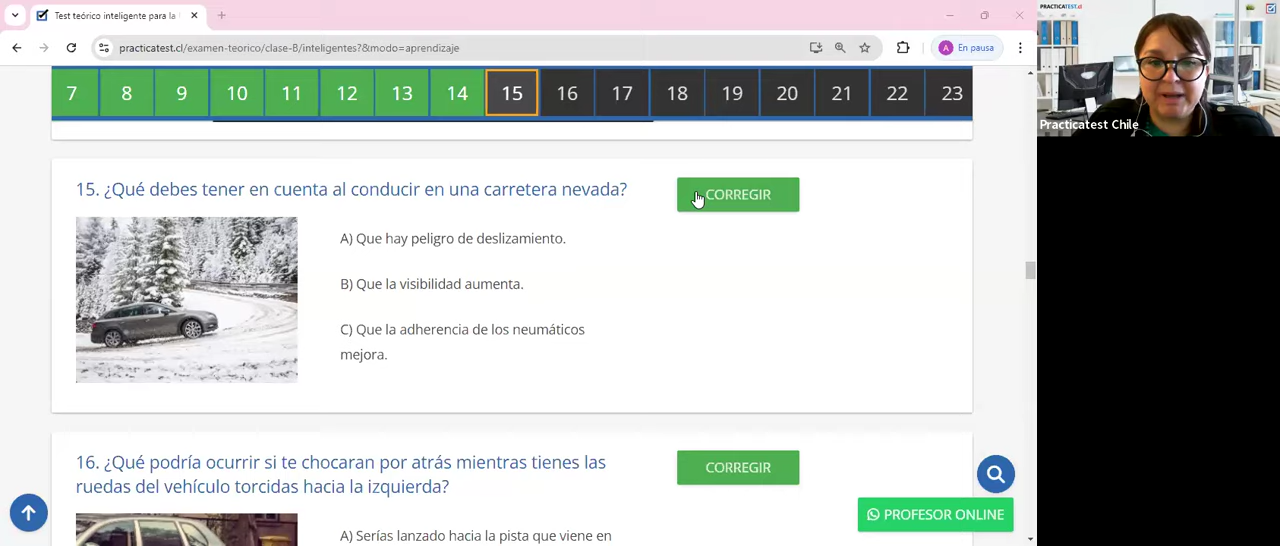 Test teórico inteligente para la
practicatest.cl/examen-teorico/clase-B/inteligentes?&modo=aprendizaje
A
En pausa
7 8 9 10 11 12 13 14 15 16 17 18 19 20 21 22 23
15. ¿Qué debes tener en cuenta al conducir en una carretera nevada?
CORREGIR
A) Que hay peligro de deslizamiento.
B) Que la visibilidad aumenta.
C) Que la adherencia de los neumáticos
mejora.
16. ¿Qué podría ocurrir si te chocaran por atrás mientras tienes las
ruedas del vehículo torcidas hacia la izquierda?
CORREGIR
A) Serías lanzado hacia la pista que viene en
PROFESOR ONLINE
PRACTICATEST.cl
Practicatest Chile